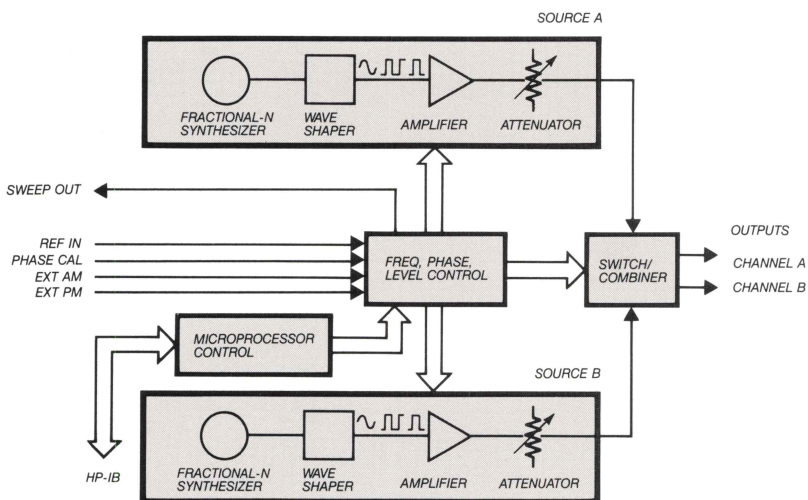 SOURCE A
FRACTIONAL-N
SYNTHESIZER
WAVE
SHAPER
AMPLIFIER
ATTENUATOR
SWEEP OUT
REF IN
PHASE CAL
EXT AM
EXT PM
FREQ, PHASE,
LEVEL CONTROL
SWITCH/
COMBINER
OUTPUTS
CHANNEL A
CHANNEL B
MICROPROCESSOR
CONTROL
HP-IB
SOURCE B
FRACTIONAL-N
SYNTHESIZER
WAVE
SHAPER
AMPLIFIER
ATTENUATOR